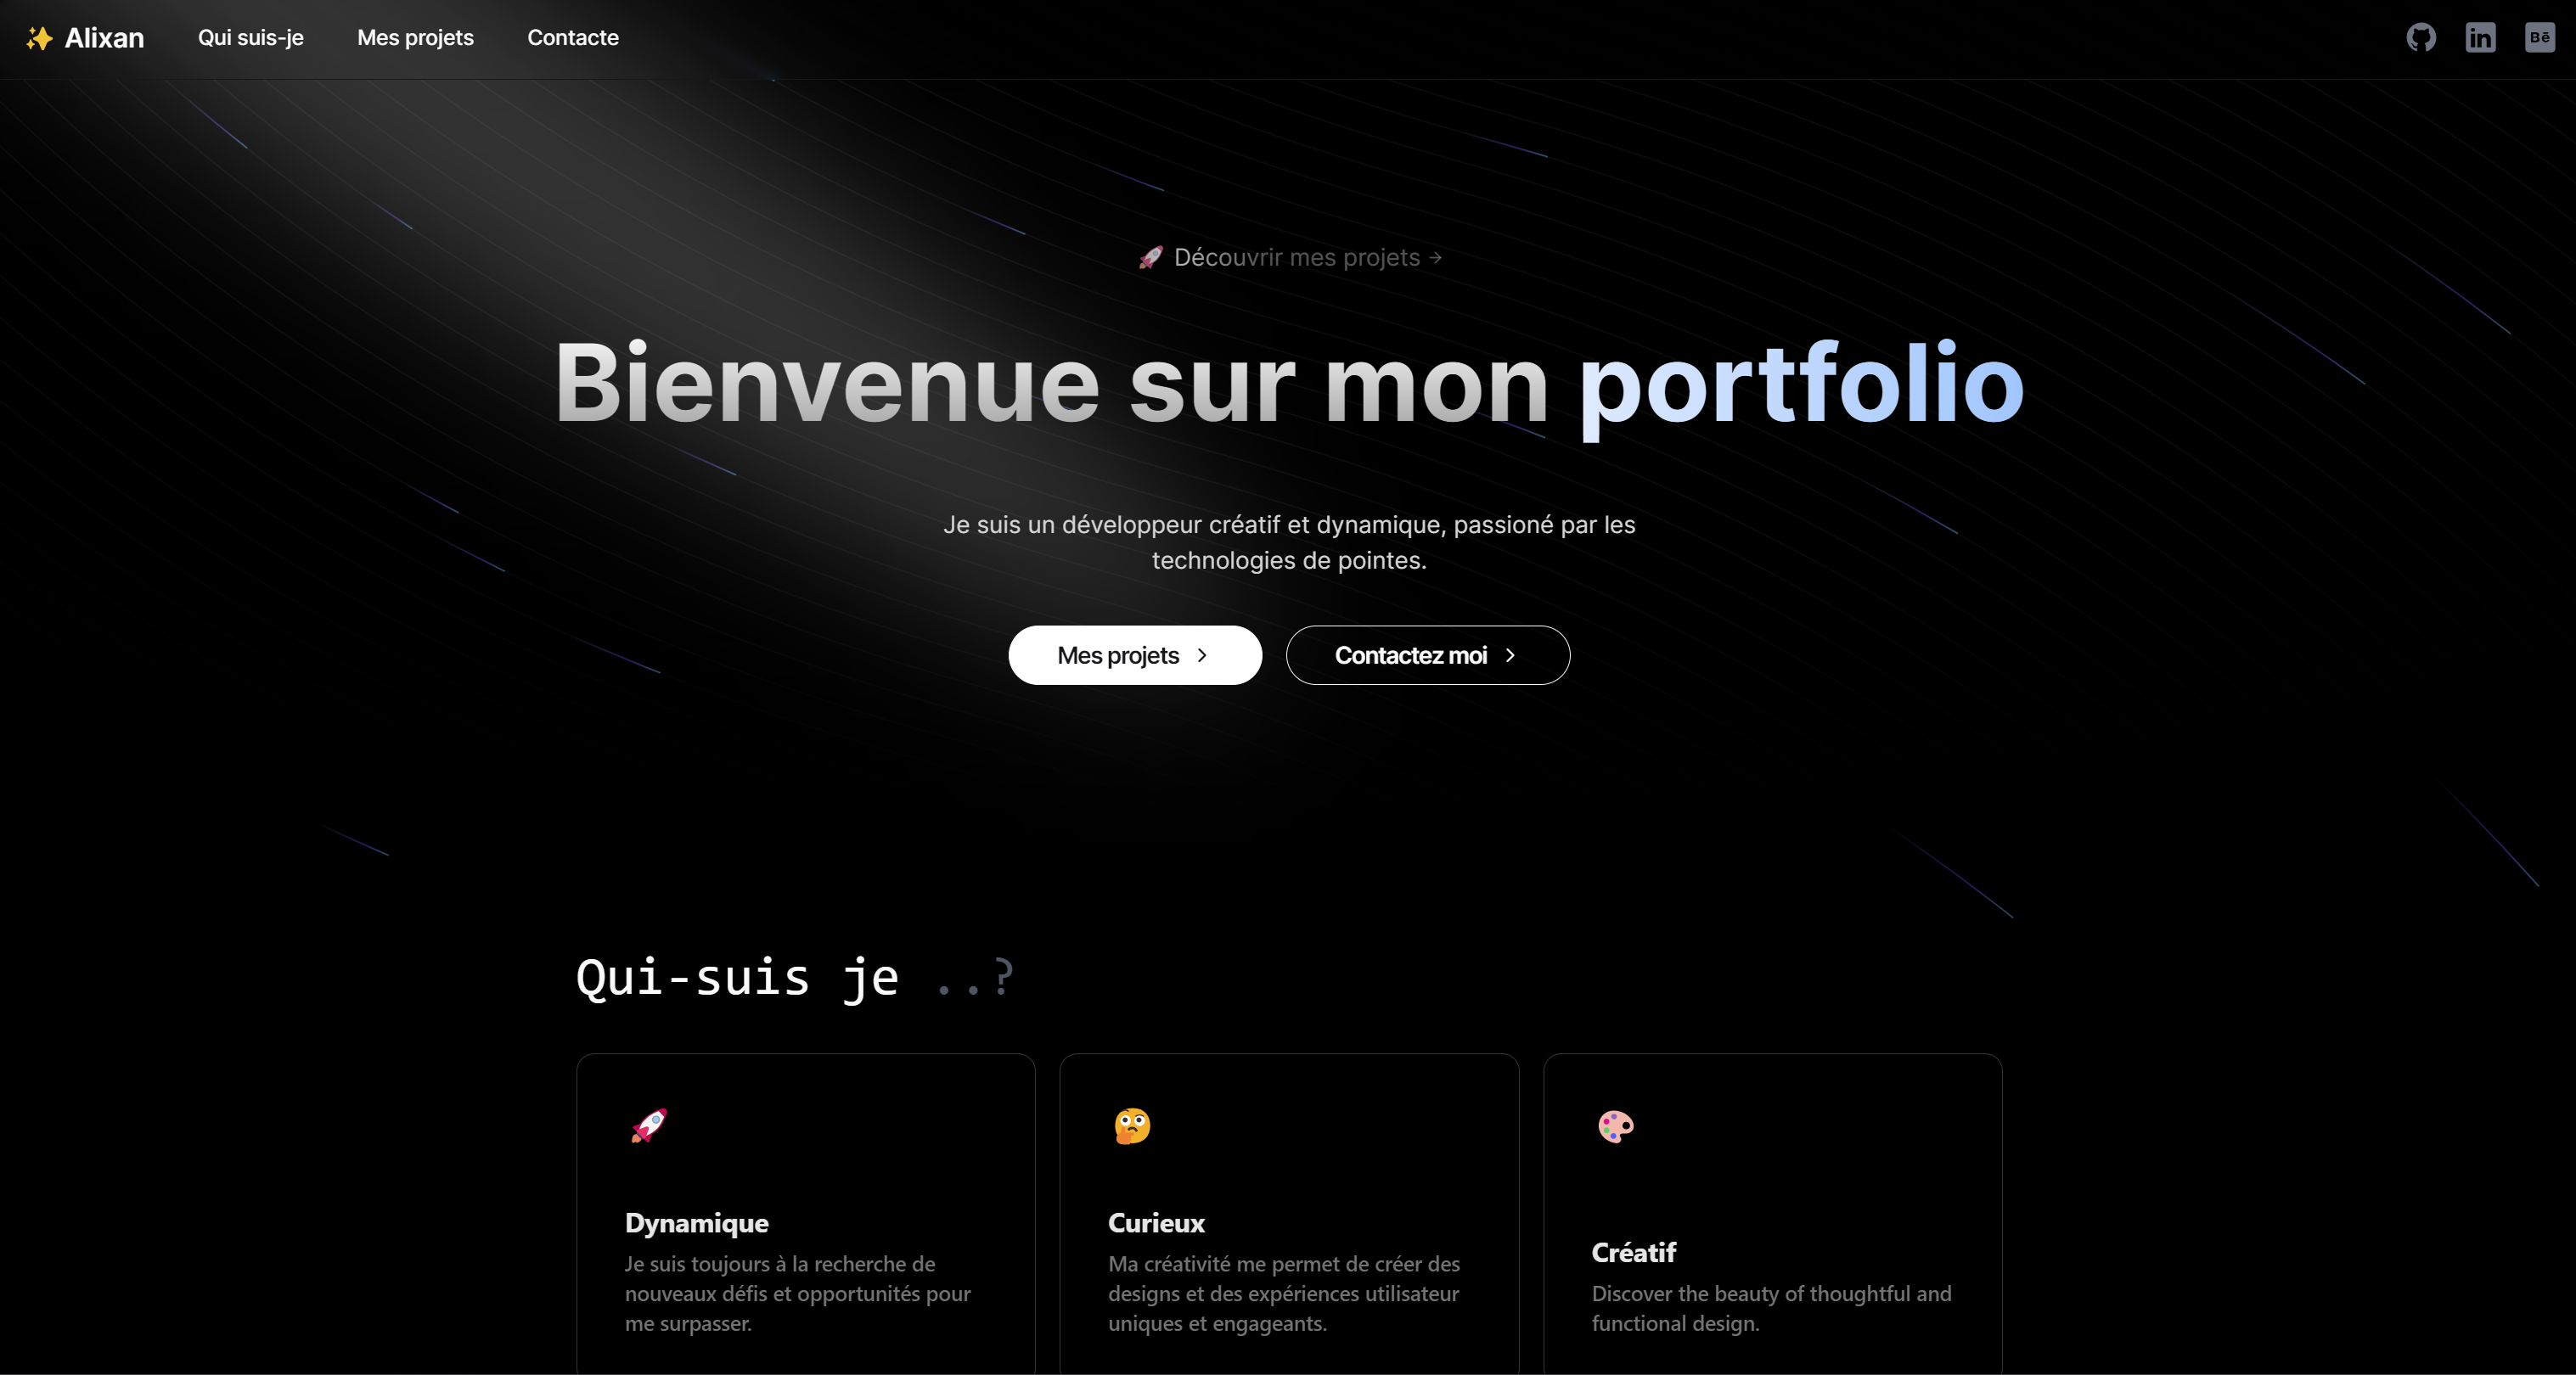 ✨ Alixan Qui suis-je Mes projets Contacte Bē
🚀 Découvrir mes projets →
Bienvenue sur mon portfolio
Je suis un développeur créatif et dynamique, passioné par les
technologies de pointes.
Mes projets > Contactez moi >
Qui-suis je ..?
Dynamique
Je suis toujours à la recherche de
nouveaux défis et opportunités pour
me surpasser.
Curieux
Ma créativité me permet de créer des
designs et des expériences utilisateur
uniques et engageants.
Créatif
Discover the beauty of thoughtful and
functional design.